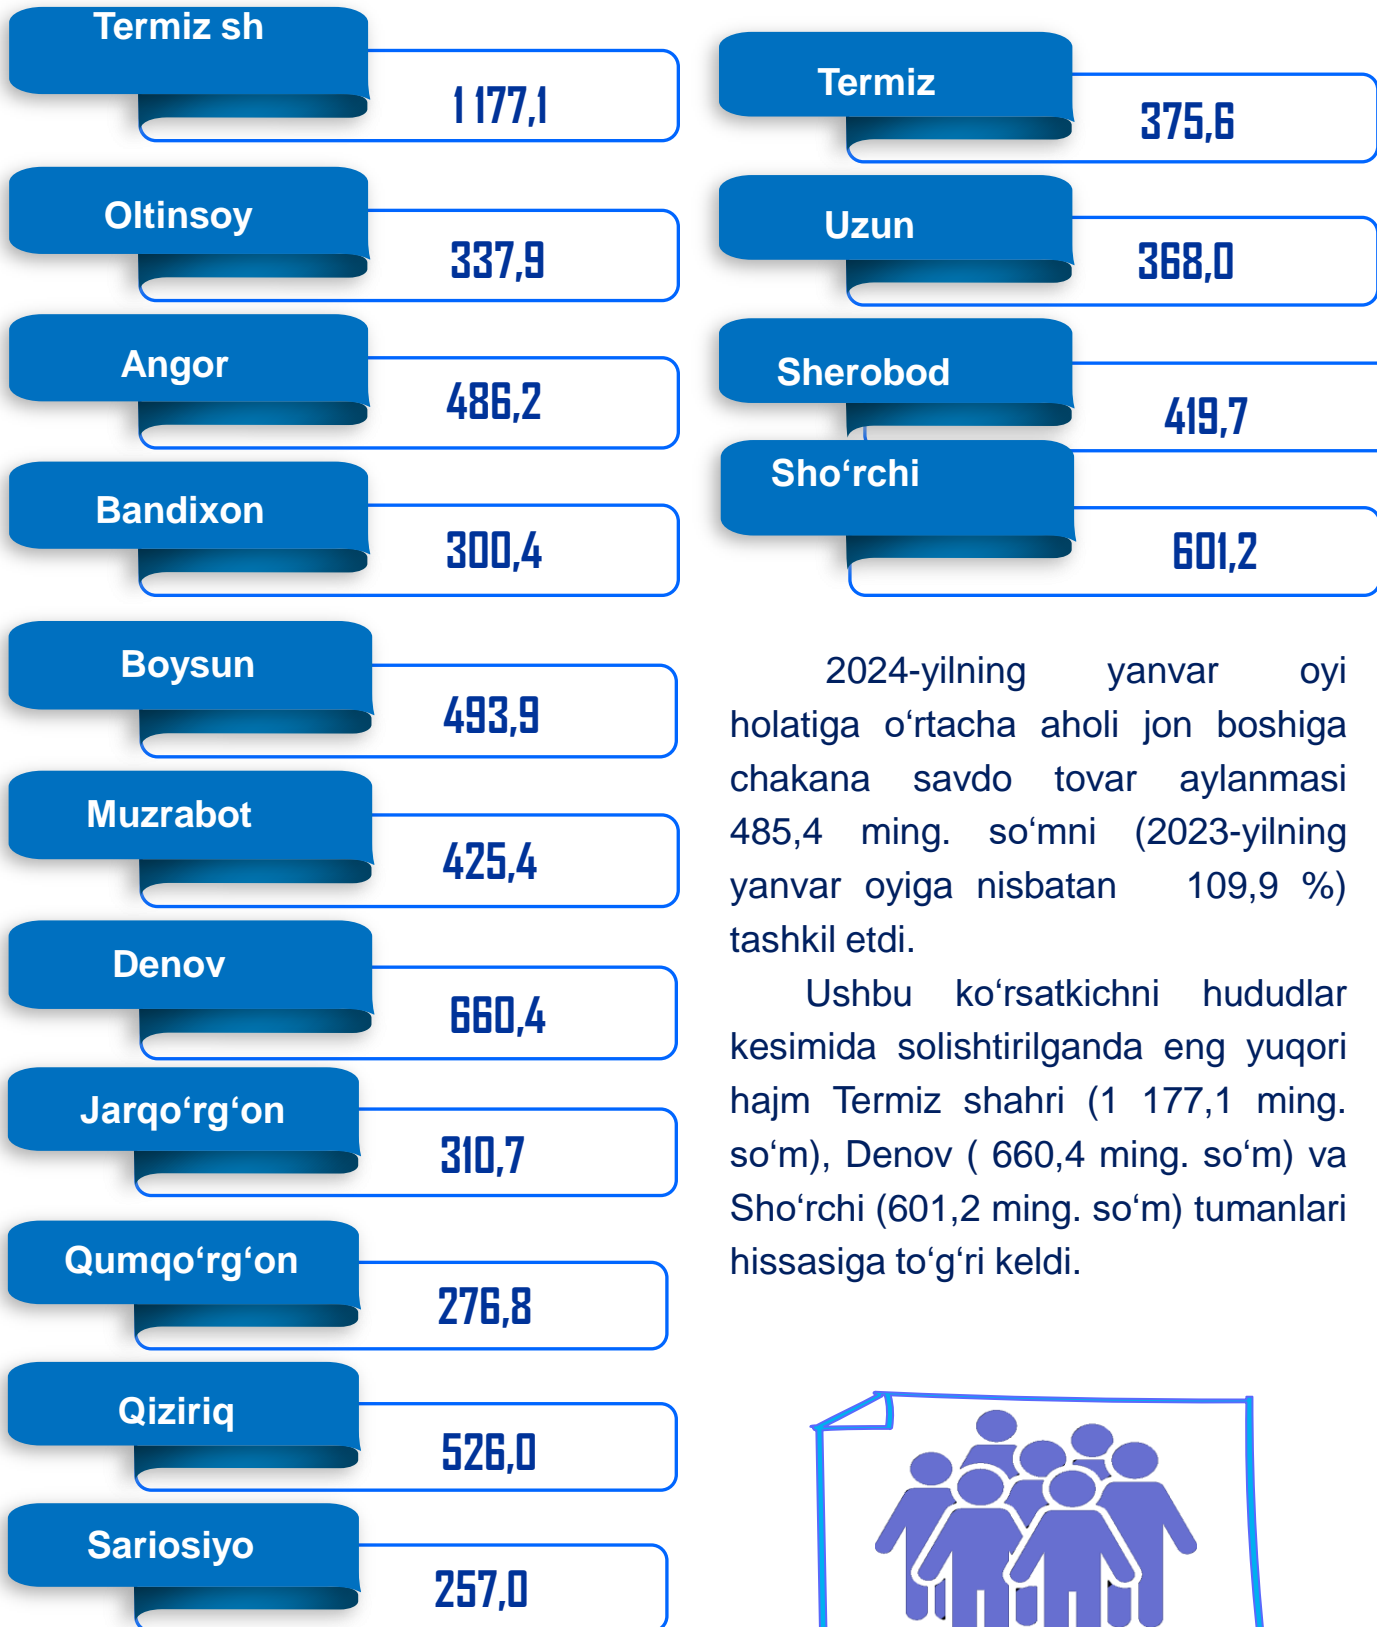 Termiz sh
1 177,1
Oltinsoy
337,9
Angor
486,2
Bandixon
300,4
Boysun
493,9
Muzrabot
425,4
Denov
660,4
Jarqo‘rg‘on
310,7
Qumqo‘rg‘on
276,8
Qiziriq
526,0
Sariosiyo
257,0
Termiz
375,6
Uzun
368,0
Sherobod
419,7
Sho‘rchi
601,2
2024-yilning yanvar oyi
holatiga o‘rtacha aholi jon boshiga
chakana savdo tovar aylanmasi
485,4 ming. so‘mni (2023-yilning
yanvar oyiga nisbatan 109,9 %)
tashkil etdi.
Ushbu ko‘rsatkichni hududlar
kesimida solishtirilganda eng yuqori
hajm Termiz shahri (1 177,1 ming.
so‘m), Denov ( 660,4 ming. so‘m) va
Sho‘rchi (601,2 ming. so‘m) tumanlari
hissasiga to‘g‘ri keldi.